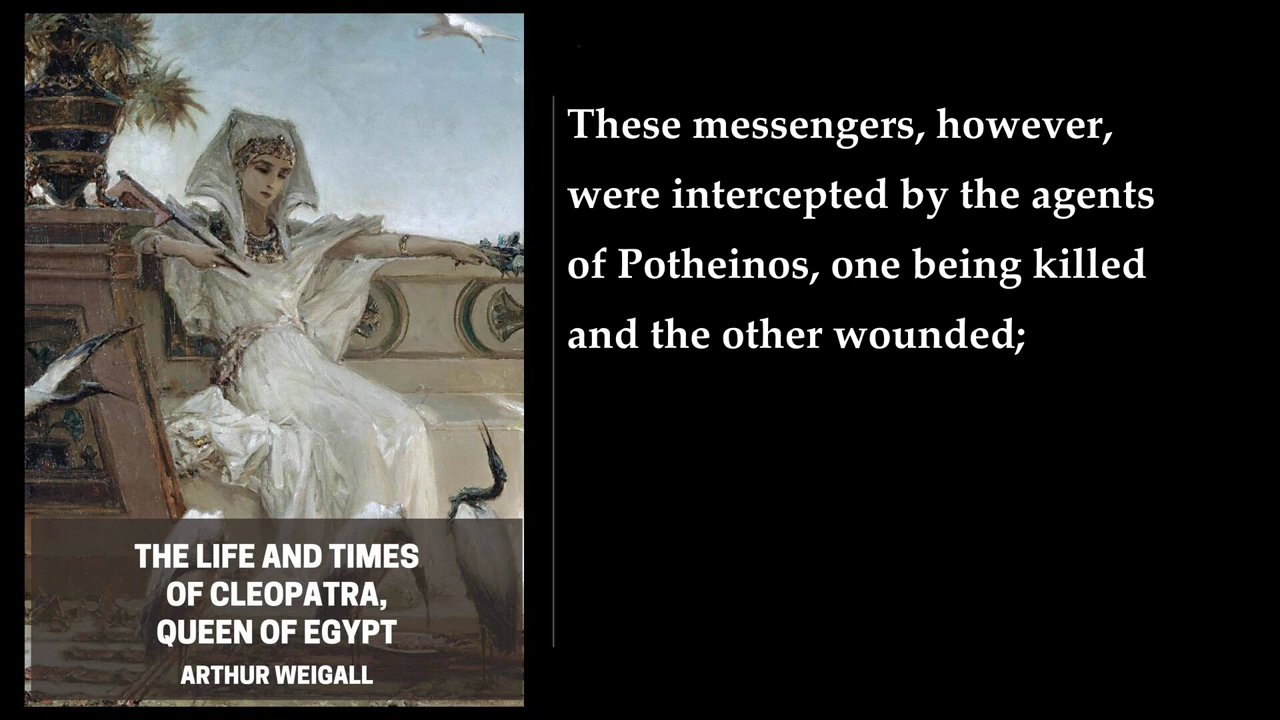 These messengers, however,
were intercepted by the agents
of Potheinos, one being killed
and the other wounded;
THE LIFE AND TIMES
OF CLEOPATRA,
QUEEN OF EGYPT
ARTHUR WEIGALL